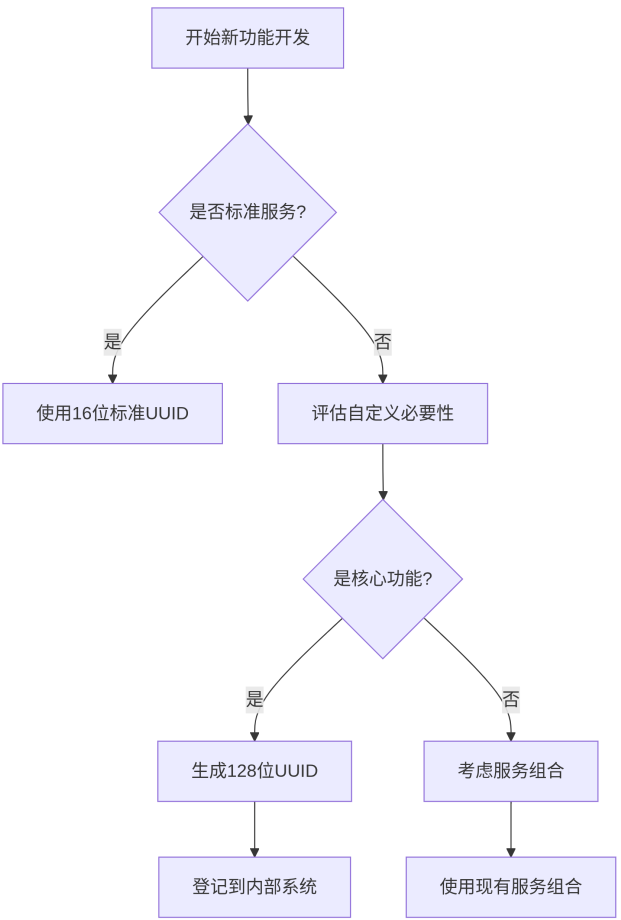 开始新功能开发
是否标准服务?
是
否
使用16位标准UUID
评估自定义必要性
是核心功能?
是
否
生成128位UUID
考虑服务组合
登记到内部系统
使用现有服务组合